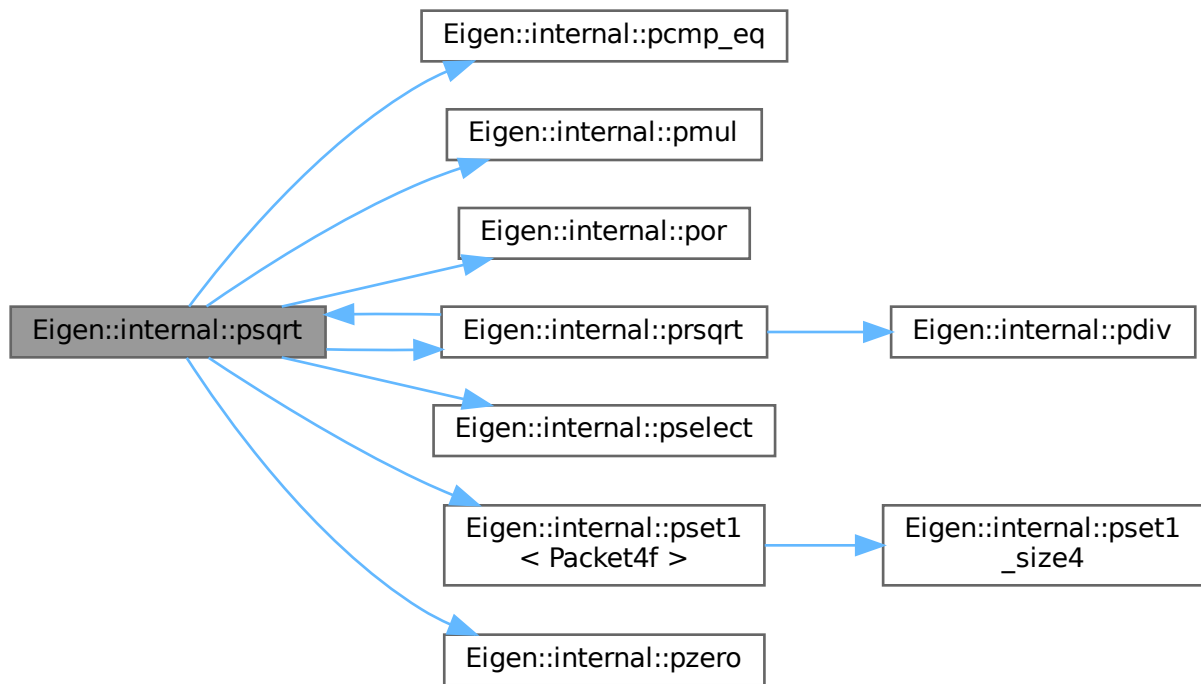 Eigen::internal::pcmp_eq
Eigen::internal::pmul
Eigen::internal::por
Eigen::internal::psqrt
Eigen::internal::prsqrt
Eigen::internal::pdiv
Eigen::internal::pselect
Eigen::internal::pset1
< Packet4f >
Eigen::internal::pset1
_size4
Eigen::internal::pzero